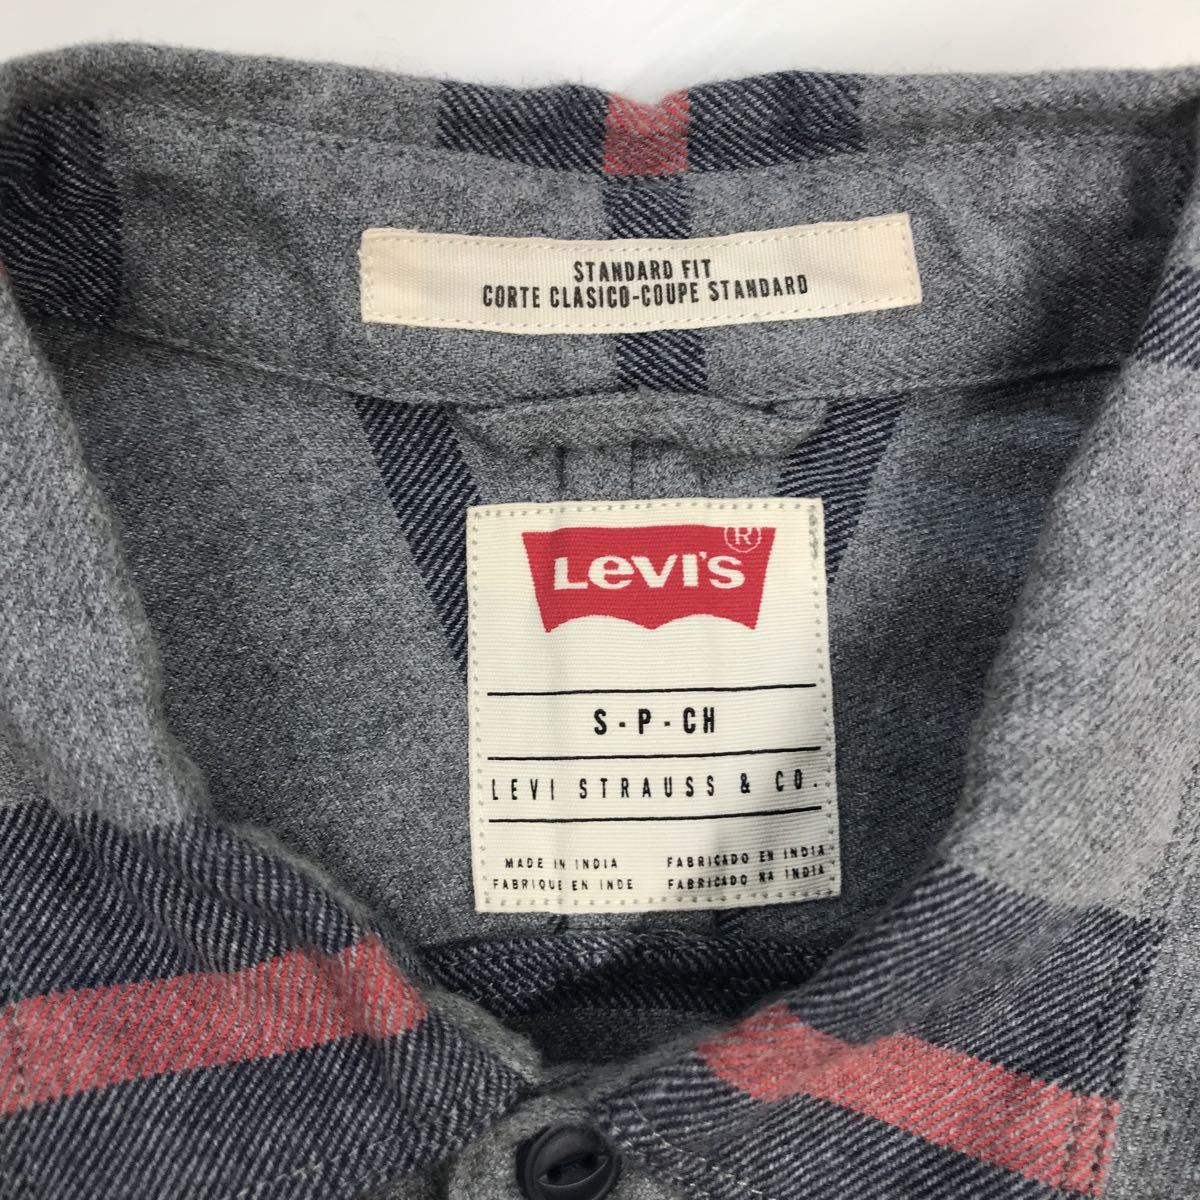 STANDARD FIT
CORTE CLASICO-COUPE STANDARD
Levi's ®
S - P - CH
LEVI STRAUSS & CO.
MADE IN INDIA FABRICADO EN INDIA
FABRIQUE EN INDE FABRICADO NA INDIA